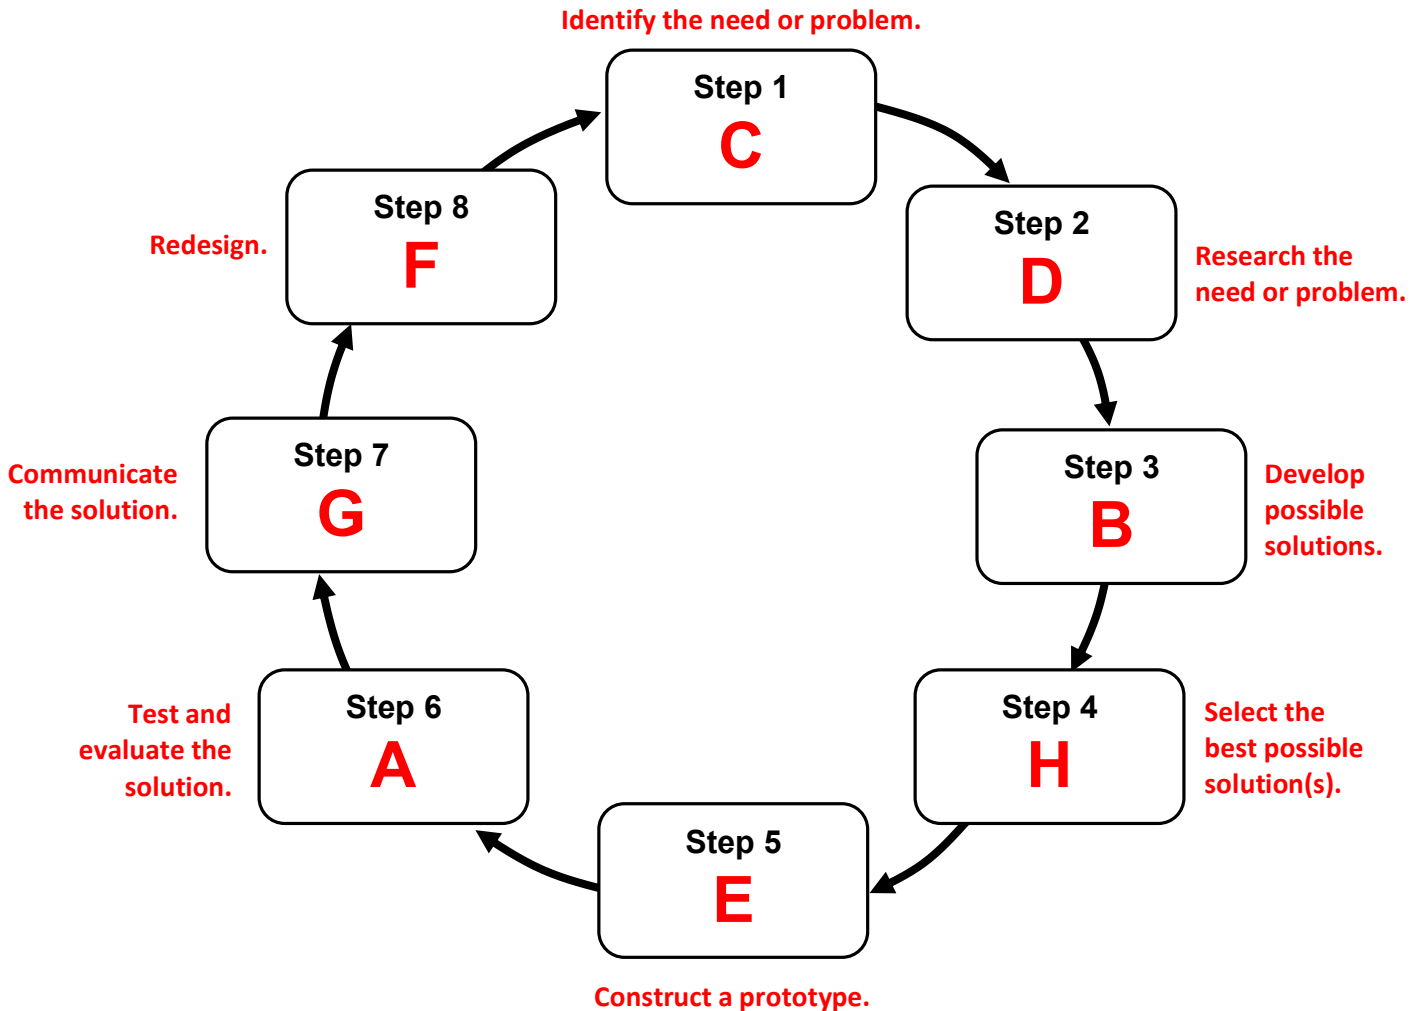 Identify the need or problem.
Step 1
C
Step 2
D
Research the
need or problem.
Step 3
B
Develop
possible
solutions.
Step 4
H
Select the
best possible
solution(s).
Step 5
E
Construct a prototype.
Step 6
A
Test and
evaluate the
solution.
Step 7
G
Communicate
the solution.
Step 8
F
Redesign.